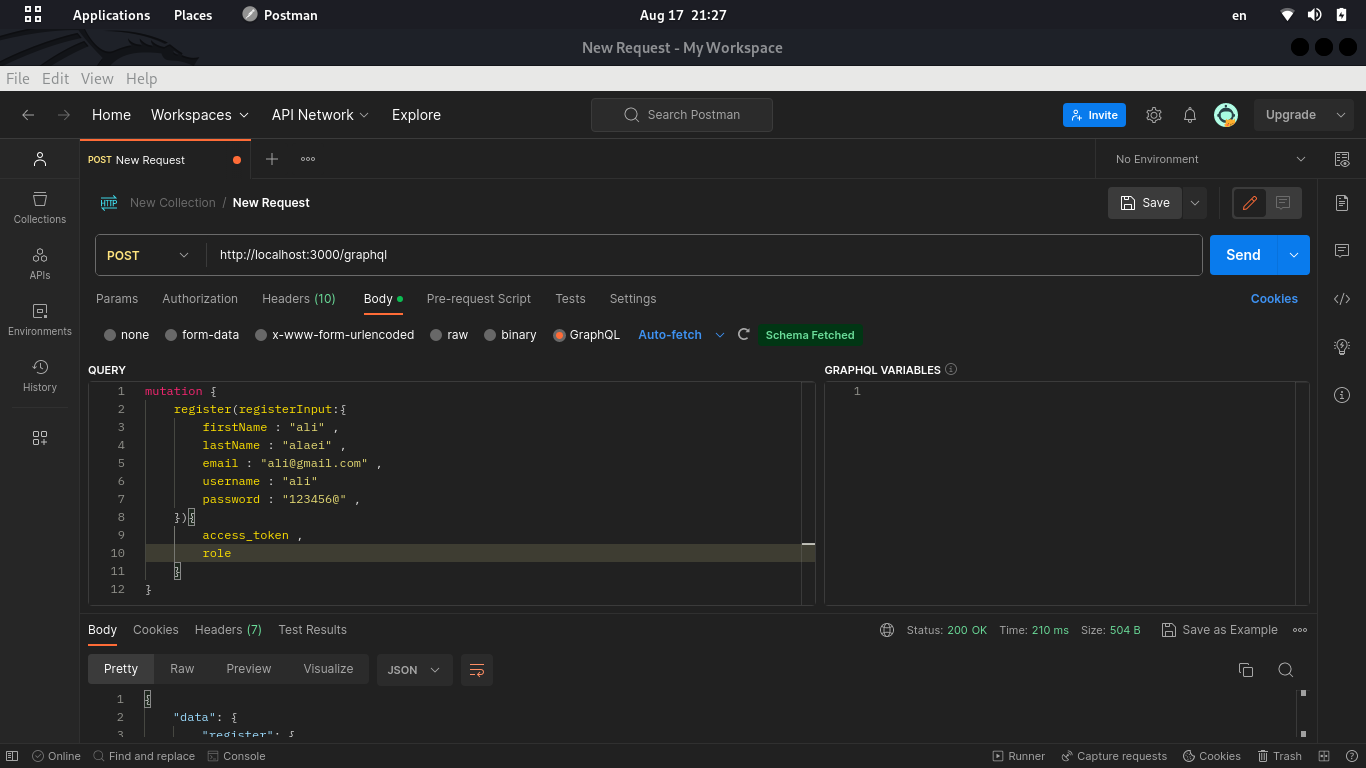 Applications Places Postman Aug 17 21:27 en
New Request - My Workspace
File Edit View Help
Home Workspaces API Network Explore Search Postman Invite Upgrade
POST New Request No Environment
HTTP New Collection / New Request Save
Collections
APIs
Environments
History
POST http://localhost:3000/graphql Send
Params Authorization Headers (10) Body Pre-request Script Tests Settings Cookies
none form-data x-www-form-urlencoded raw binary GraphQL Auto-fetch Schema Fetched
QUERY GRAPHQL VARIABLES
1 mutation { 1
2 register(registerInput:{
3 firstName : "ali" ,
4 lastName : "alaei" ,
5 email : "ali@gmail.com" ,
6 username : "ali"
7 password : "123456@" ,
8 }){
9 access_token ,
10 role
11 }
12 }
Body Cookies Headers (7) Test Results Status: 200 OK Time: 210 ms Size: 504 B Save as Example
Pretty Raw Preview Visualize JSON
1 {
2 "data": {
3 "register": {
Online Find and replace Console Runner Capture requests Cookies Trash